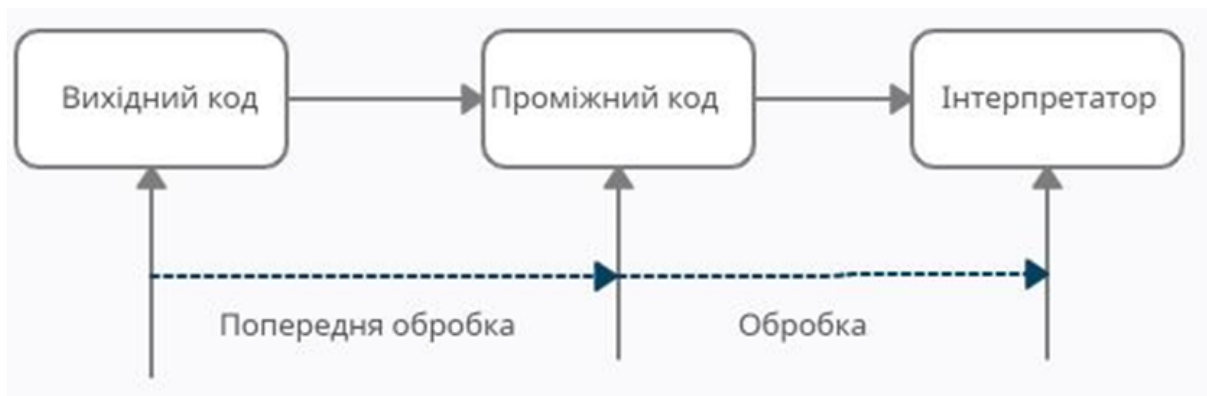 Вихідний код
Проміжний код
Інтерпретатор
Попередня обробка
Обробка